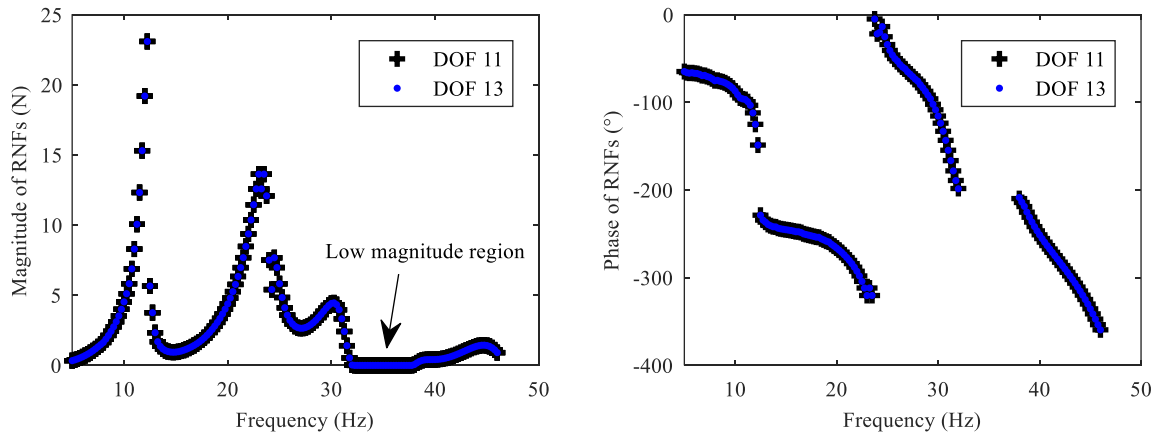 Magnitude of RNFs (N)
25
20
15
10
5
0
DOF 11
DOF 13
Low magnitude region
10
20
30
40
50
Frequency (Hz)
Phase of RNFs (°)
0
-100
-200
-300
-400
DOF 11
DOF 13
10
20
30
40
50
Frequency (Hz)